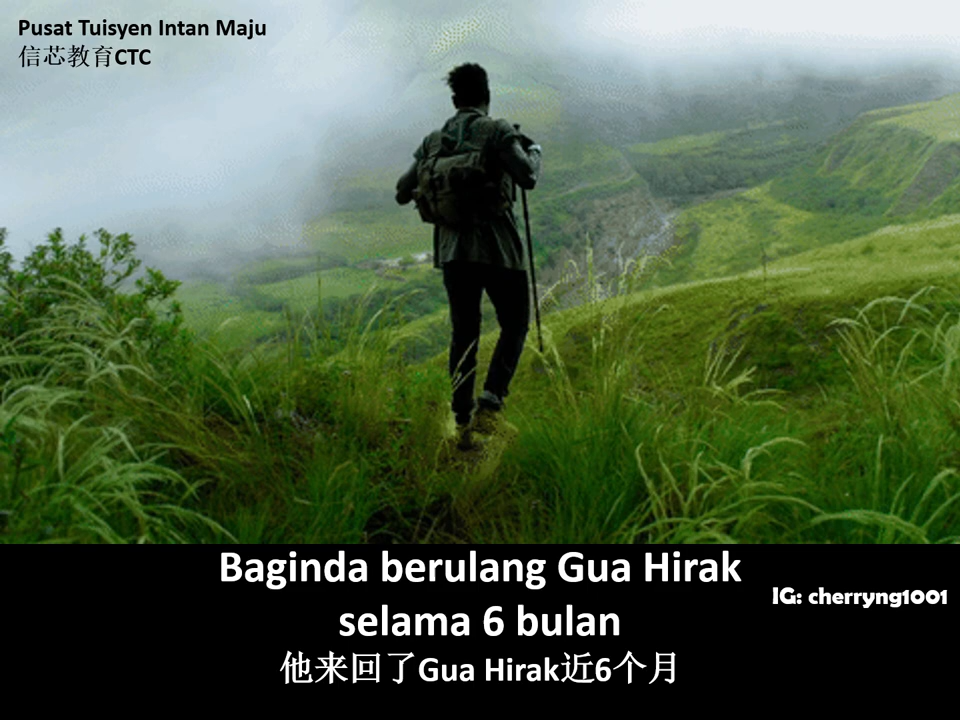 Pusat Tuisyen Intan Maju
信芯教育CTC
Baginda berulang Gua Hirak
selama 6 bulan
IG: cherryng1001
他来回了Gua Hirak近6个月